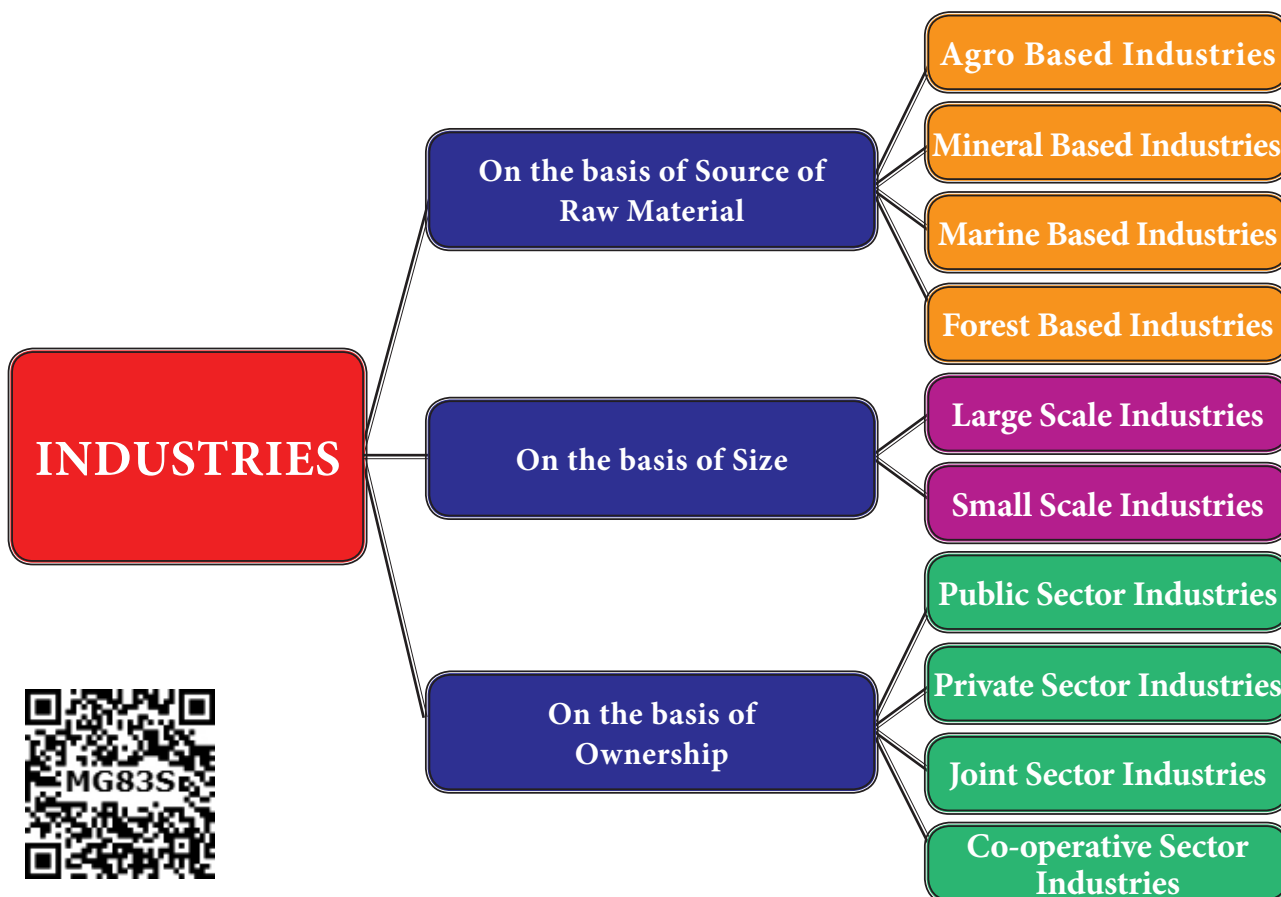 INDUSTRIES
On the basis of Source of
Raw Material
Agro Based Industries
Mineral Based Industries
Marine Based Industries
Forest Based Industries
On the basis of Size
Large Scale Industries
Small Scale Industries
On the basis of
Ownership
Public Sector Industries
Private Sector Industries
Joint Sector Industries
Co-operative Sector
Industries
MG83S